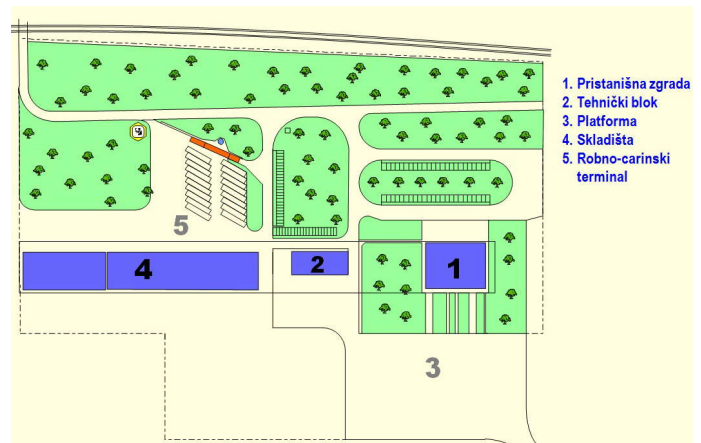 1. Pristanišna zgrada
2. Tehnički blok
3. Platforma
4. Skladišta
5. Robno-carinski
terminal
5
4
2
1
3